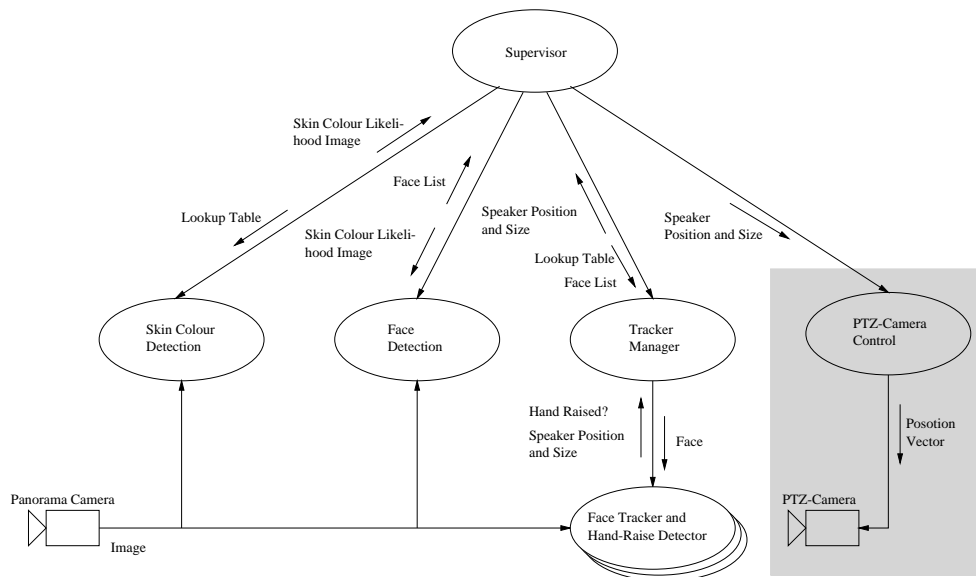 Supervisor
Skin Colour Likeli-
hood Image
Face List
Lookup Table
Skin Colour Likeli-
hood Image
Speaker Position
and Size
Lookup Table
Face List
Speaker
Position and Size
Skin Colour
Detection
Face
Detection
Tracker
Manager
PTZ-Camera
Control
Hand Raised?
Speaker Position
and Size
Face
Posotion
Vector
Panorama Camera
Image
Face Tracker and
Hand-Raise Detector
PTZ-Camera